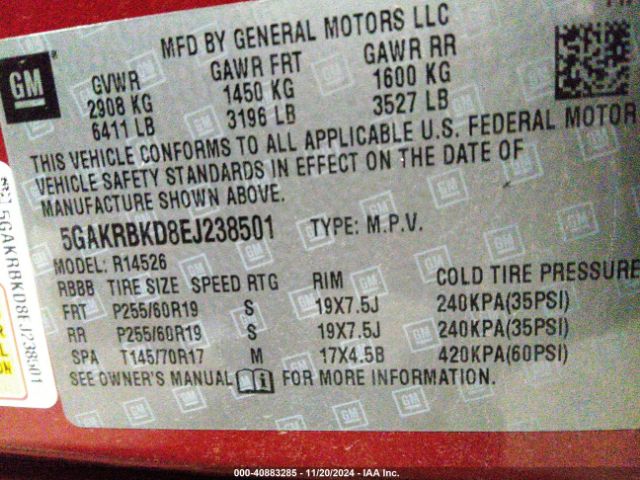 GM
MFD BY GENERAL MOTORS LLC
GVWR GAWR FRT GAWR RR
2908 KG 1450 KG 1600 KG
6411 LB 3196 LB 3527 LB
THIS VEHICLE CONFORMS TO ALL APPLICABLE U.S. FEDERAL MOTOR
VEHICLE SAFETY STANDARDS IN EFFECT ON THE DATE OF
MANUFACTURE SHOWN ABOVE.
5GAKRBKD8EJ238501 TYPE: M.P.V.
MODEL: R14526
RBBB TIRE SIZE SPEED RTG RIM COLD TIRE PRESSURE
FRT P255/60R19 S 19X7.5J 240KPA(35PSI)
RR P255/60R19 S 19X7.5J 240KPA(35PSI)
SPA T145/70R17 M 17X4.5B 420KPA(60PSI)
SEE OWNER'S MANUAL FOR MORE INFORMATION.
5GAKRBKD8EJ238501
000-40883285 - 11/20/2024 - IAA Inc.